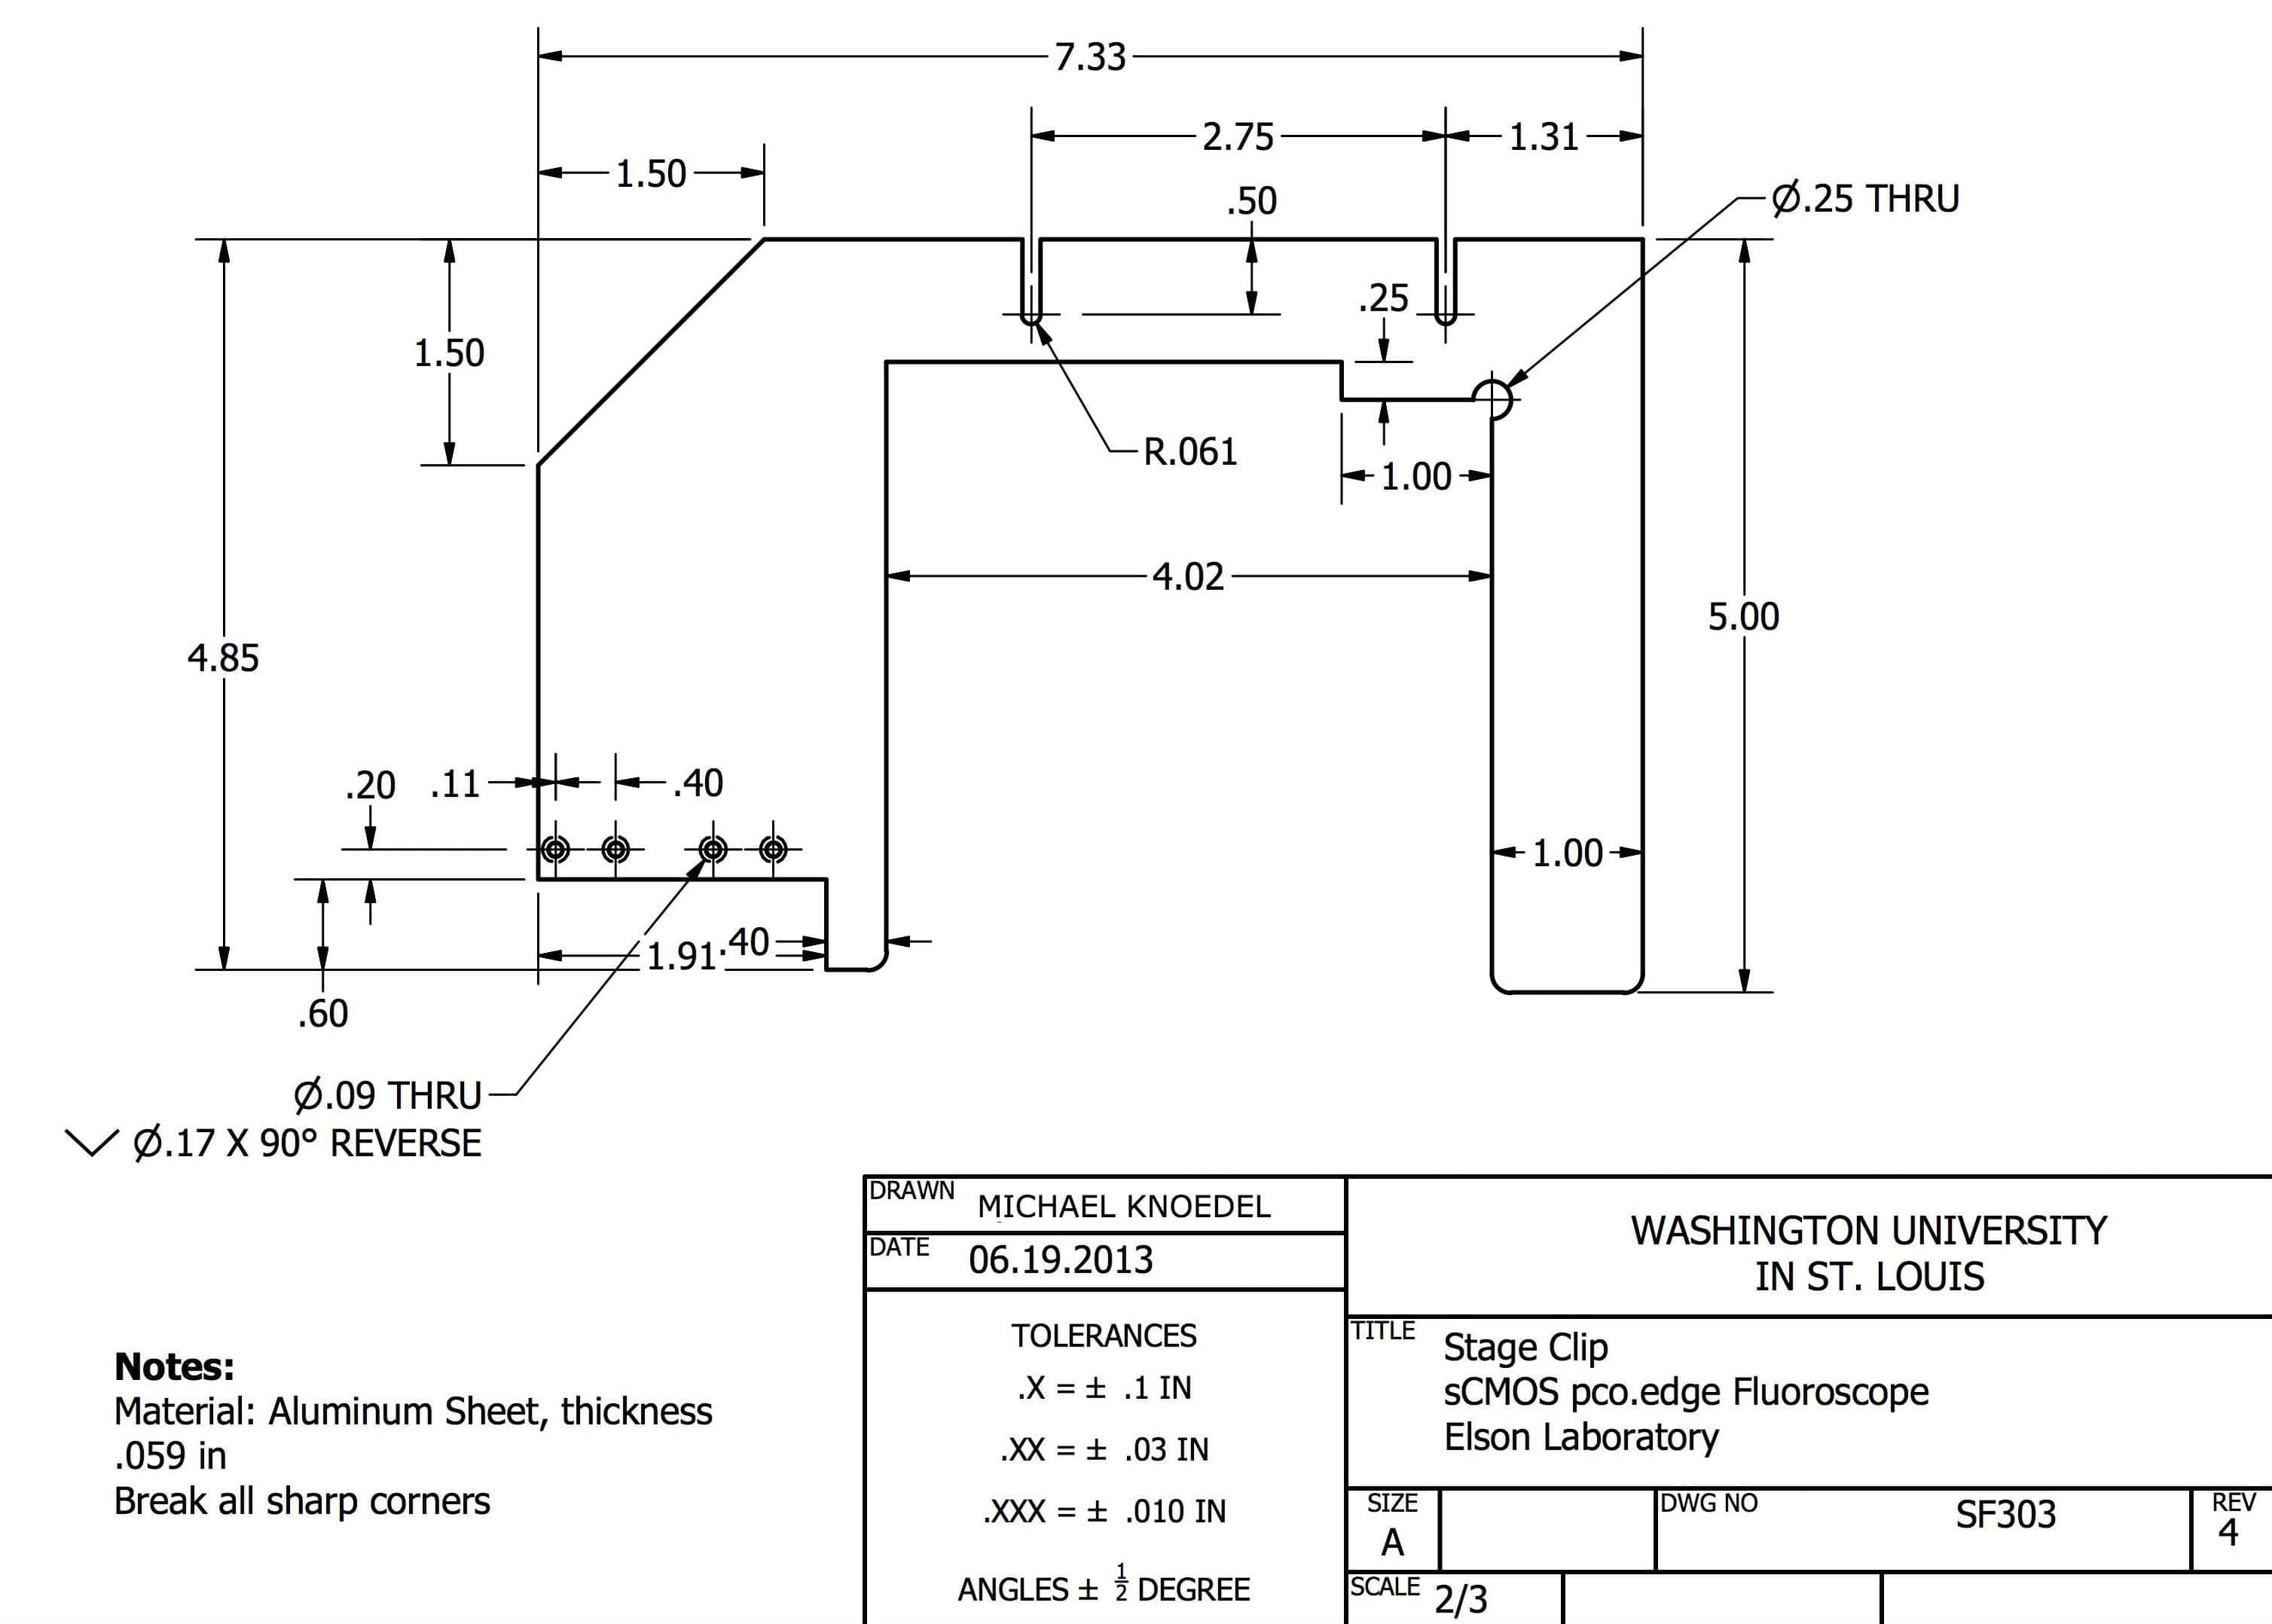 7.33
2.75
1.31
1.50
.50
Ø.25 THRU
.25
1.50
R.061
1.00
4.02
5.00
4.85
.20
.11
.40
1.00
.40
1.91
.60
Ø.09 THRU
Ø.17 X 90° REVERSE
DRAWN MICHAEL KNOEDEL
DATE 06.19.2013
WASHINGTON UNIVERSITY
IN ST. LOUIS
TOLERANCES
.X = ± .1 IN
.XX = ± .03 IN
.XXX = ± .010 IN
ANGLES ± 1/2 DEGREE
TITLE Stage Clip
sCMOS pco.edge Fluoroscope
Elson Laboratory
Notes:
Material: Aluminum Sheet, thickness
.059 in
Break all sharp corners
SIZE
A
DWG NO SF303
REV
4
SCALE 2/3